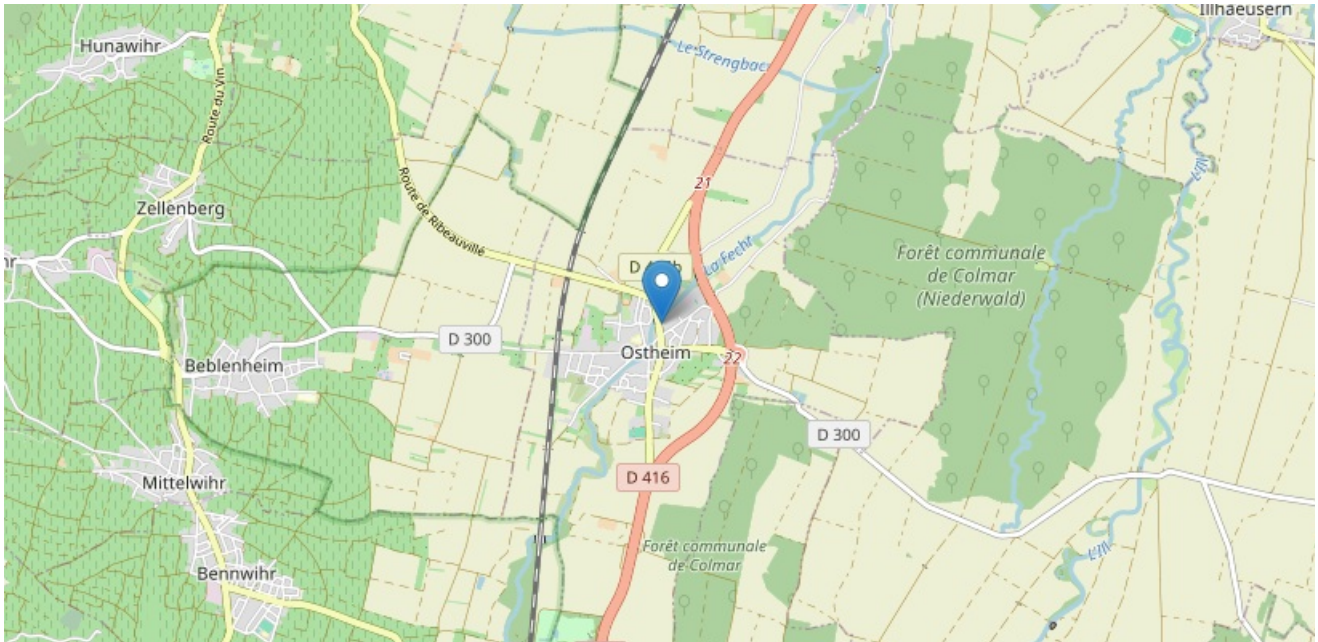 Illhaeusern
Hunawihr
Le Strengbac
Route du Vin
21
L'Ill
Route de Ribeauvillé
Zellenberg
La Fecht
Forêt communale
de Colmar
(Niederwald)
D 300
Ostheim
22
Beblenheim
D 300
D 416
Mittelwihr
Forêt communale
de Colmar
L'Ill
Bennwihr